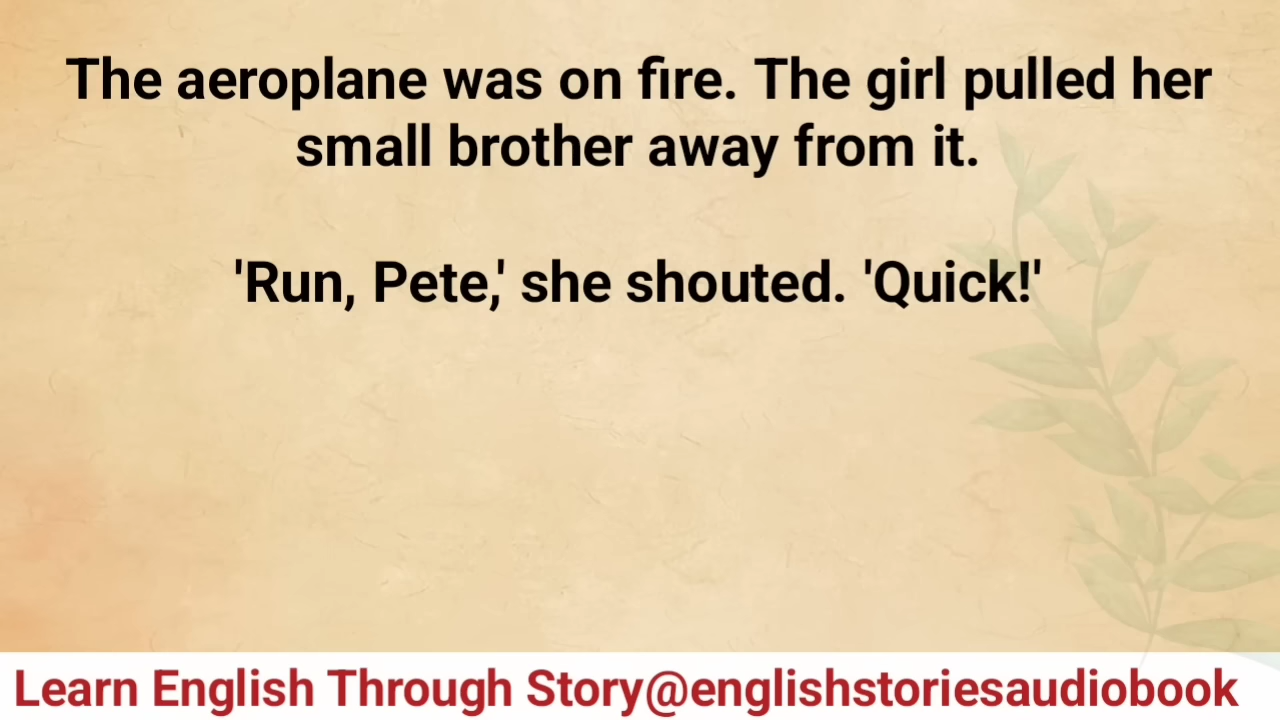 The aeroplane was on fire. The girl pulled her
small brother away from it.
'Run, Pete,' she shouted. 'Quick!'
Learn English Through Story@englishstoriesaudiobook